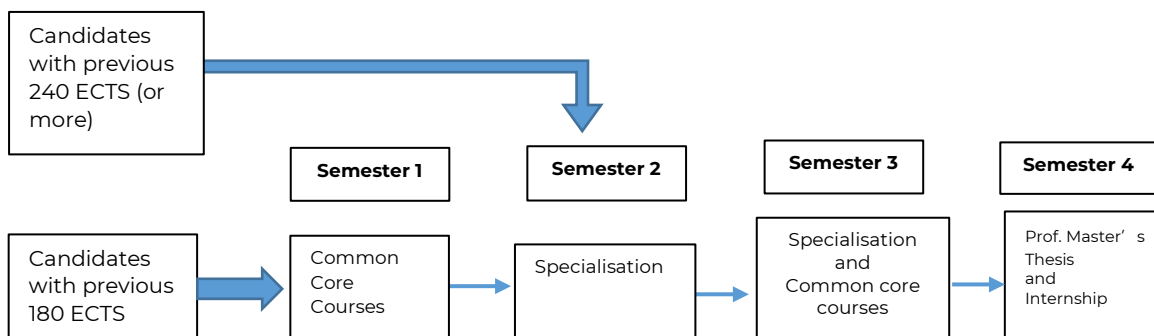 Candidates
with previous
240 ECTS (or
more)
Semester 1
Semester 2
Semester 3
Semester 4
Candidates
with previous
180 ECTS
Common
Core
Courses
Specialisation
Specialisation
and
Common core
courses
Prof. Master’ s
Thesis
and
Internship